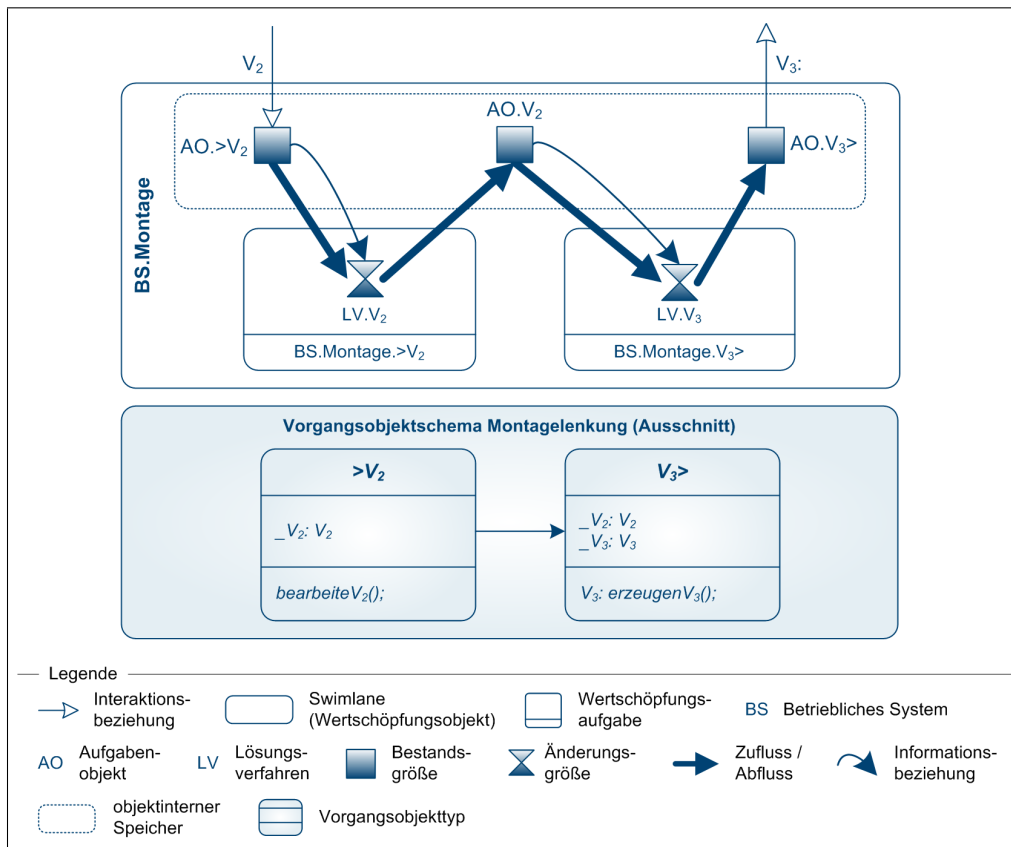 V₂
V₃:
AO.V₂
AO.>V₂
AO.V₃>
BS.Montage
LV.V₂
LV.V₃
BS.Montage.>V₂
BS.Montage.V₃>
Vorgangsobjektschema Montagelenkung (Ausschnitt)
>V₂
V₃>
_V₂: V₂
_V₂: V₂
_V₃: V₃
bearbeiteV₂();
V₃: erzeugenV₃();
Legende
Interaktions-
beziehung
Swimlane
(Wertschöpfungsobjekt)
Wertschöpfungs-
aufgabe
BS Betriebliches System
AO Aufgaben-
objekt
LV Lösungs-
verfahren
Bestands-
größe
Änderungs-
größe
Zufluss /
Abfluss
Informations-
beziehung
objektinterner
Speicher
Vorgangsobjekttyp